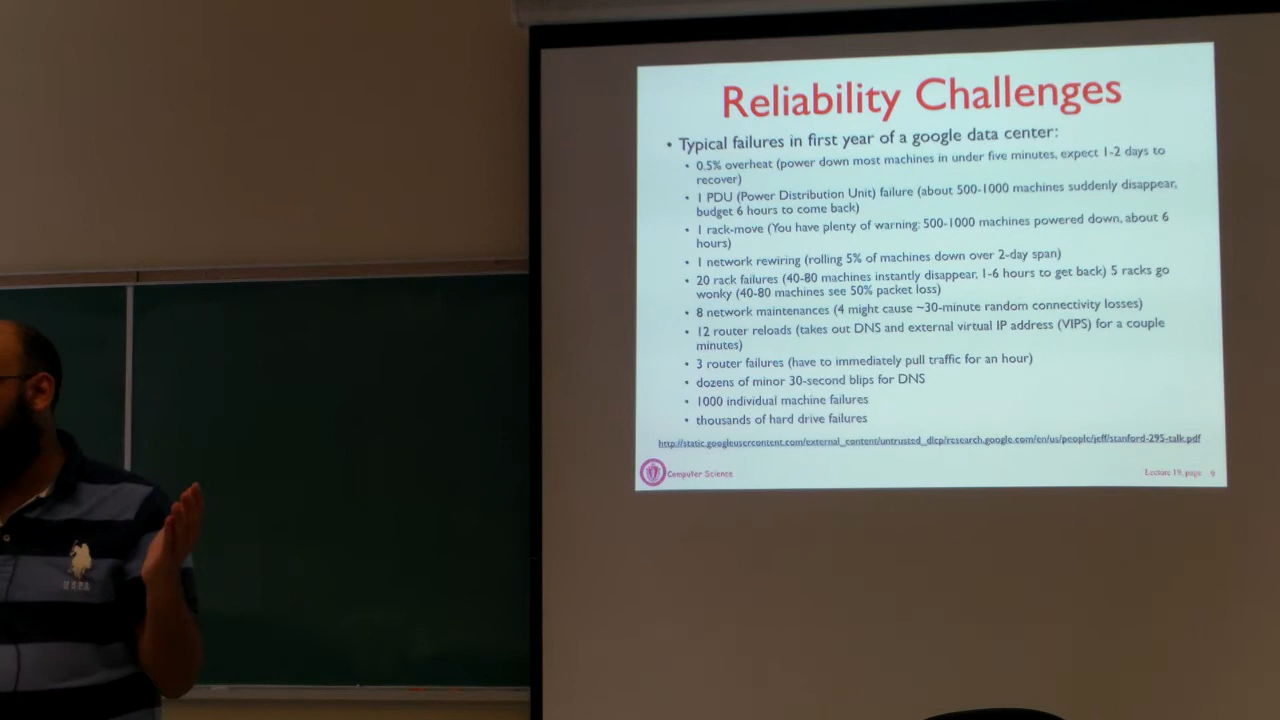 Reliability Challenges
• Typical failures in first year of a google data center:
• 0.5% overheat (power down most machines in under five minutes, expect 1-2 days to
recover)
• 1 PDU (Power Distribution Unit) failure (about 500-1000 machines suddenly disappear,
budget 6 hours to come back)
• 1 rack-move (You have plenty of warning: 500-1000 machines powered down, about 6
hours)
• 1 network rewiring (rolling 5% of machines down over 2-day span)
• 20 rack failures (40-80 machines instantly disappear, 1-6 hours to get back) 5 racks go
wonky (40-80 machines see 50% packet loss)
• 8 network maintenances (4 might cause ~30-minute random connectivity losses)
• 12 router reloads (takes out DNS and external virtual IP address (VIPS) for a couple
minutes)
• 3 router failures (have to immediately pull traffic for an hour)
• dozens of minor 30-second blips for DNS
• 1000 individual machine failures
• thousands of hard drive failures
http://static.googleusercontent.com/external_content/untrusted_dlcp/research.google.com/en/us/people/jeff/stanford-295-talk.pdf
Computer Science
Lecture 19, page 9
USPA